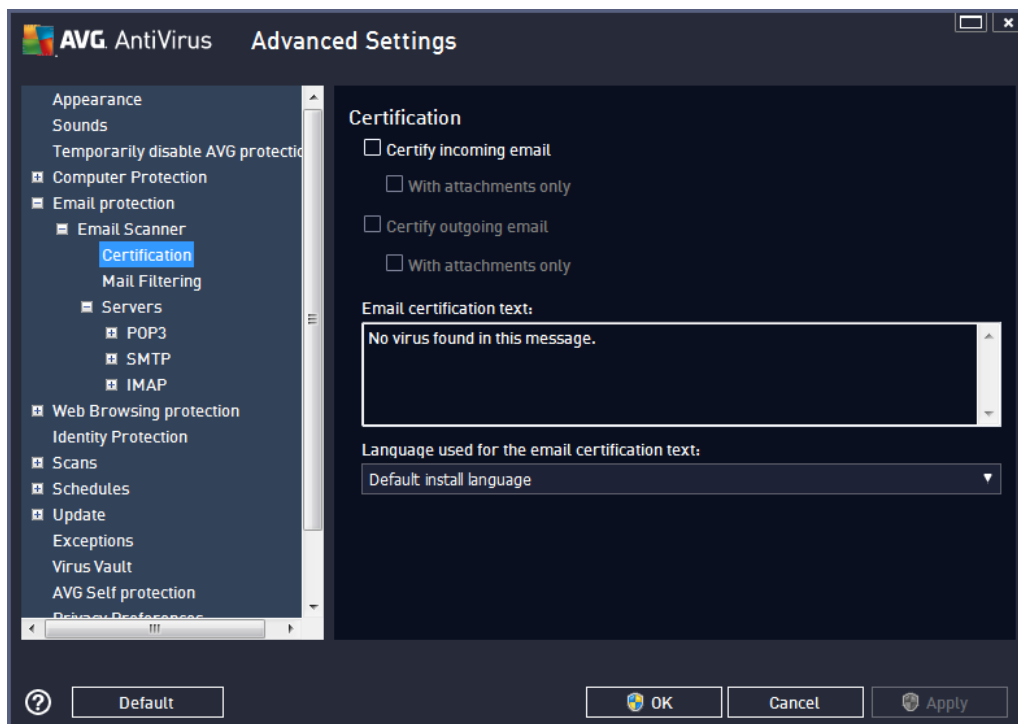 AVG. AntiVirus Advanced Settings
Appearance
Sounds
Temporarily disable AVG protectio
Computer Protection
Email protection
Email Scanner
Certification
Mail Filtering
Servers
POP3
SMTP
IMAP
Web Browsing protection
Identity Protection
Scans
Schedules
Update
Exceptions
Virus Vault
AVG Self protection
Privacy Preferences
Certification
Certify incoming email
With attachments only
Certify outgoing email
With attachments only
Email certification text:
No virus found in this message.
Language used for the email certification text:
Default install language
? Default OK Cancel Apply